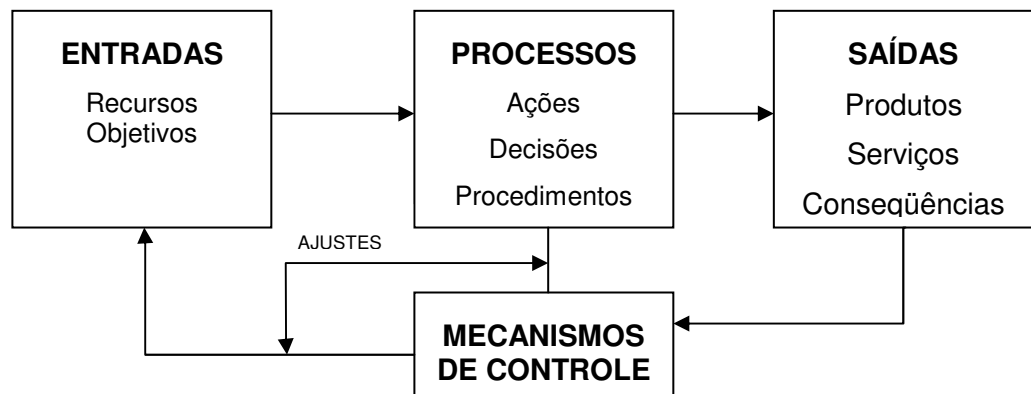 ENTRADAS
Recursos
Objetivos
PROCESSOS
Ações
Decisões
Procedimentos
SAÍDAS
Produtos
Serviços
Conseqüências
AJUSTES
MECANISMOS
DE CONTROLE